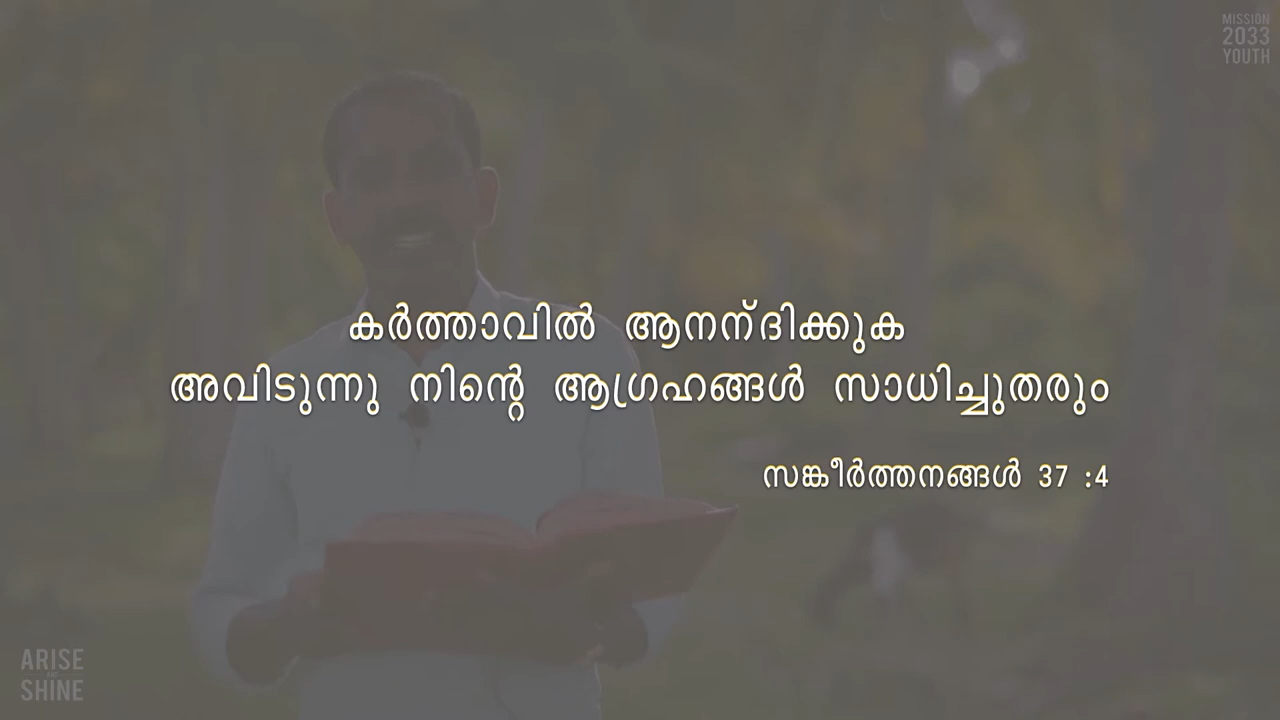 MISSION
2033
YOUTH
കർത്താവിൽ ആനന്ദിക്കുക
അവിടുന്നു നിന്റെ ആഗ്രഹങ്ങൾ സാധിച്ചുതരും
സങ്കീർത്തനങ്ങൾ 37 :4
ARISE
SHINE